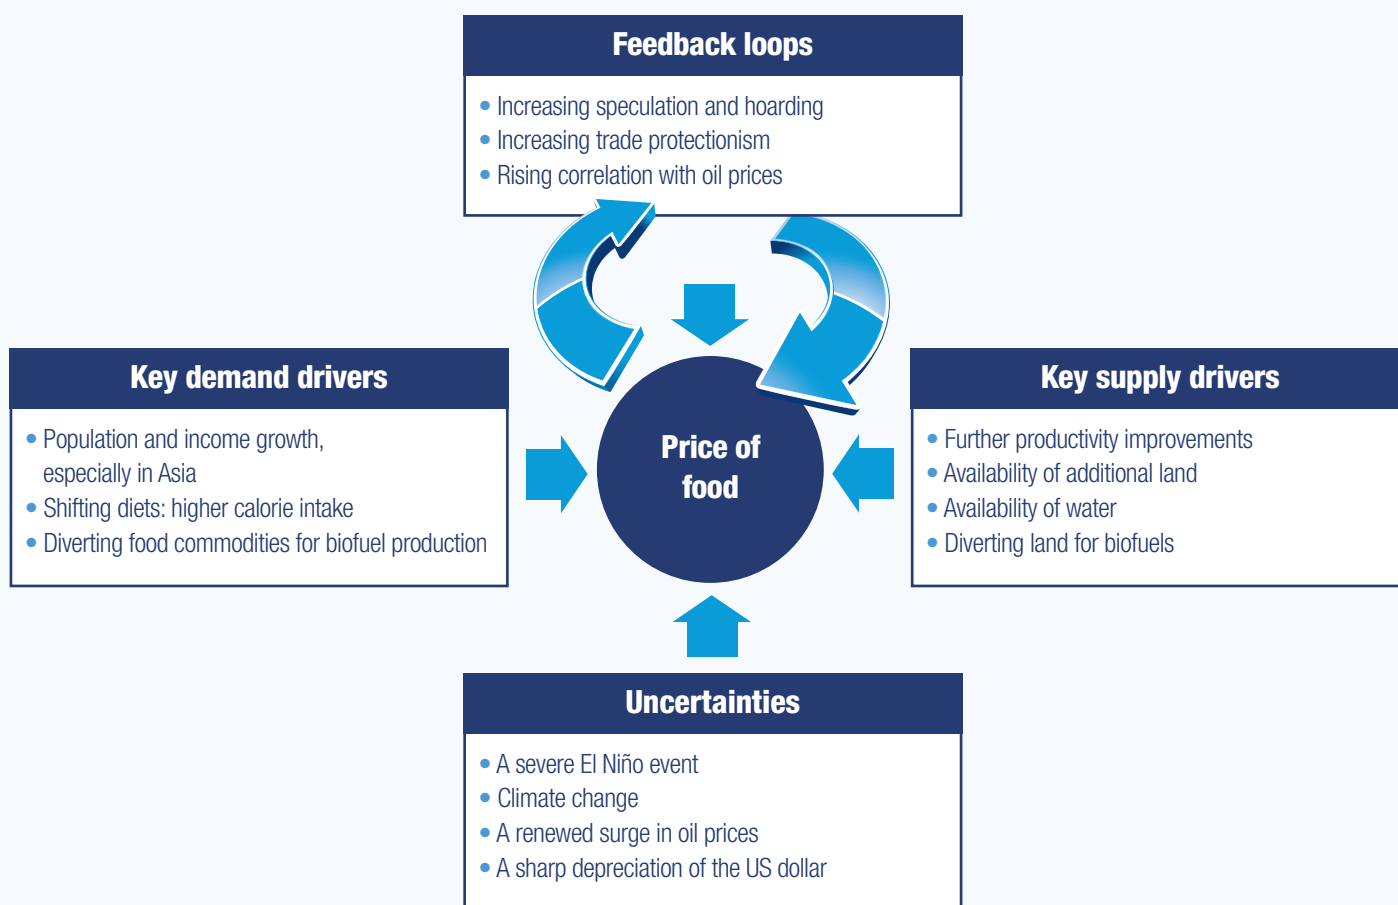 Feedback loops
• Increasing speculation and hoarding
• Increasing trade protectionism
• Rising correlation with oil prices
Key demand drivers
• Population and income growth,
especially in Asia
• Shifting diets: higher calorie intake
• Diverting food commodities for biofuel production
Price of
food
Key supply drivers
• Further productivity improvements
• Availability of additional land
• Availability of water
• Diverting land for biofuels
Uncertainties
• A severe El Niño event
• Climate change
• A renewed surge in oil prices
• A sharp depreciation of the US dollar